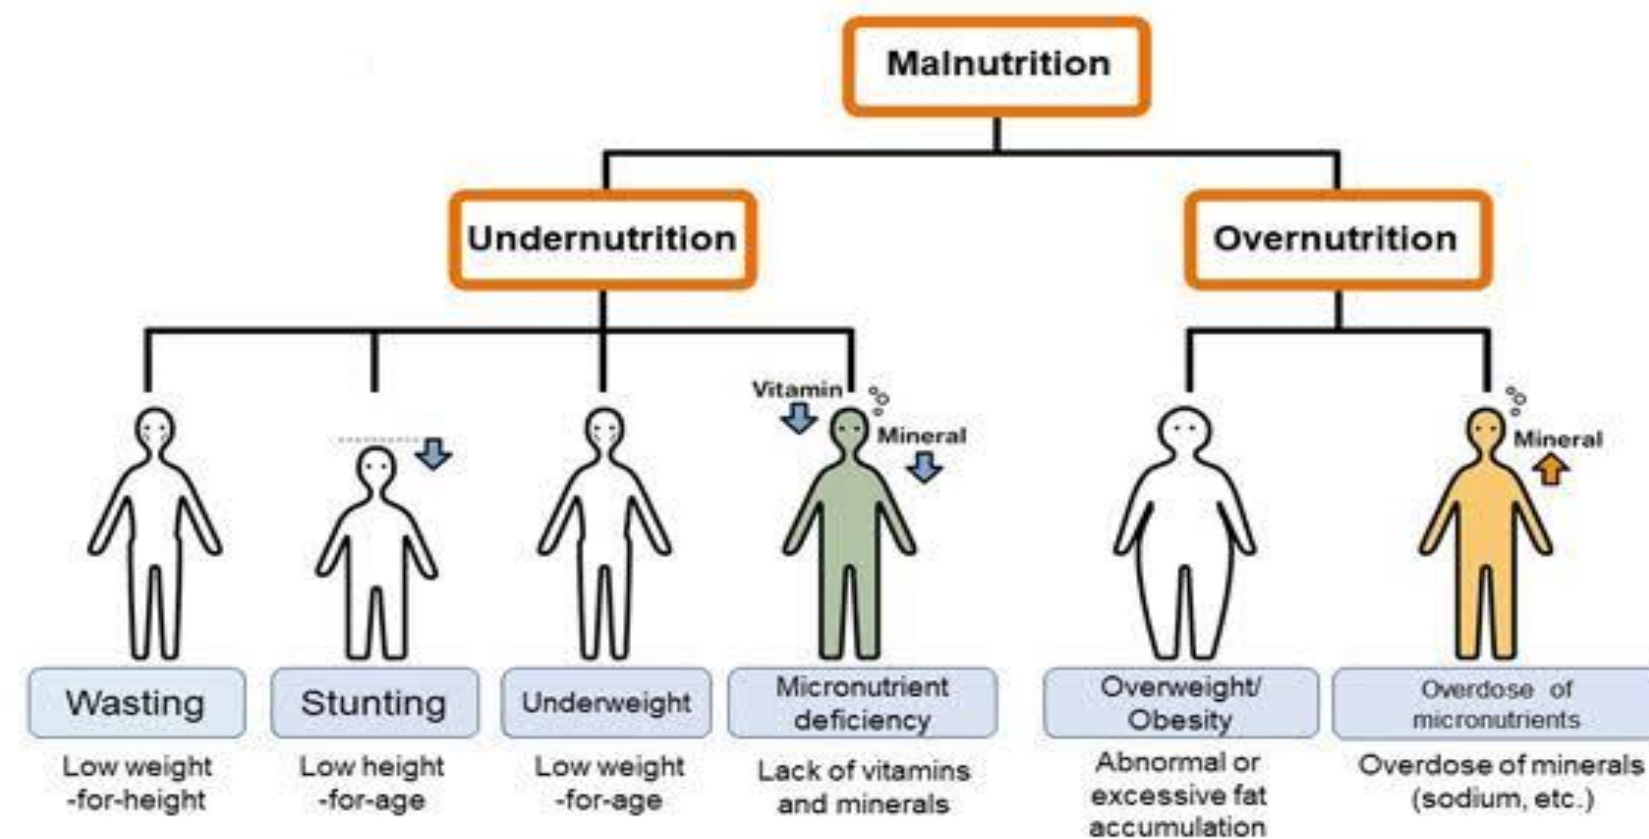 Malnutrition
Undernutrition
Overnutrition
Vitamin
Mineral
Mineral
Wasting
Stunting
Underweight
Micronutrient
deficiency
Overweight/
Obesity
Overdose of
micronutrients
Low weight
-for-height
Low height
-for-age
Low weight
-for-age
Lack of vitamins
and minerals
Abnormal or
excessive fat
accumulation
Overdose of minerals
(sodium, etc.)